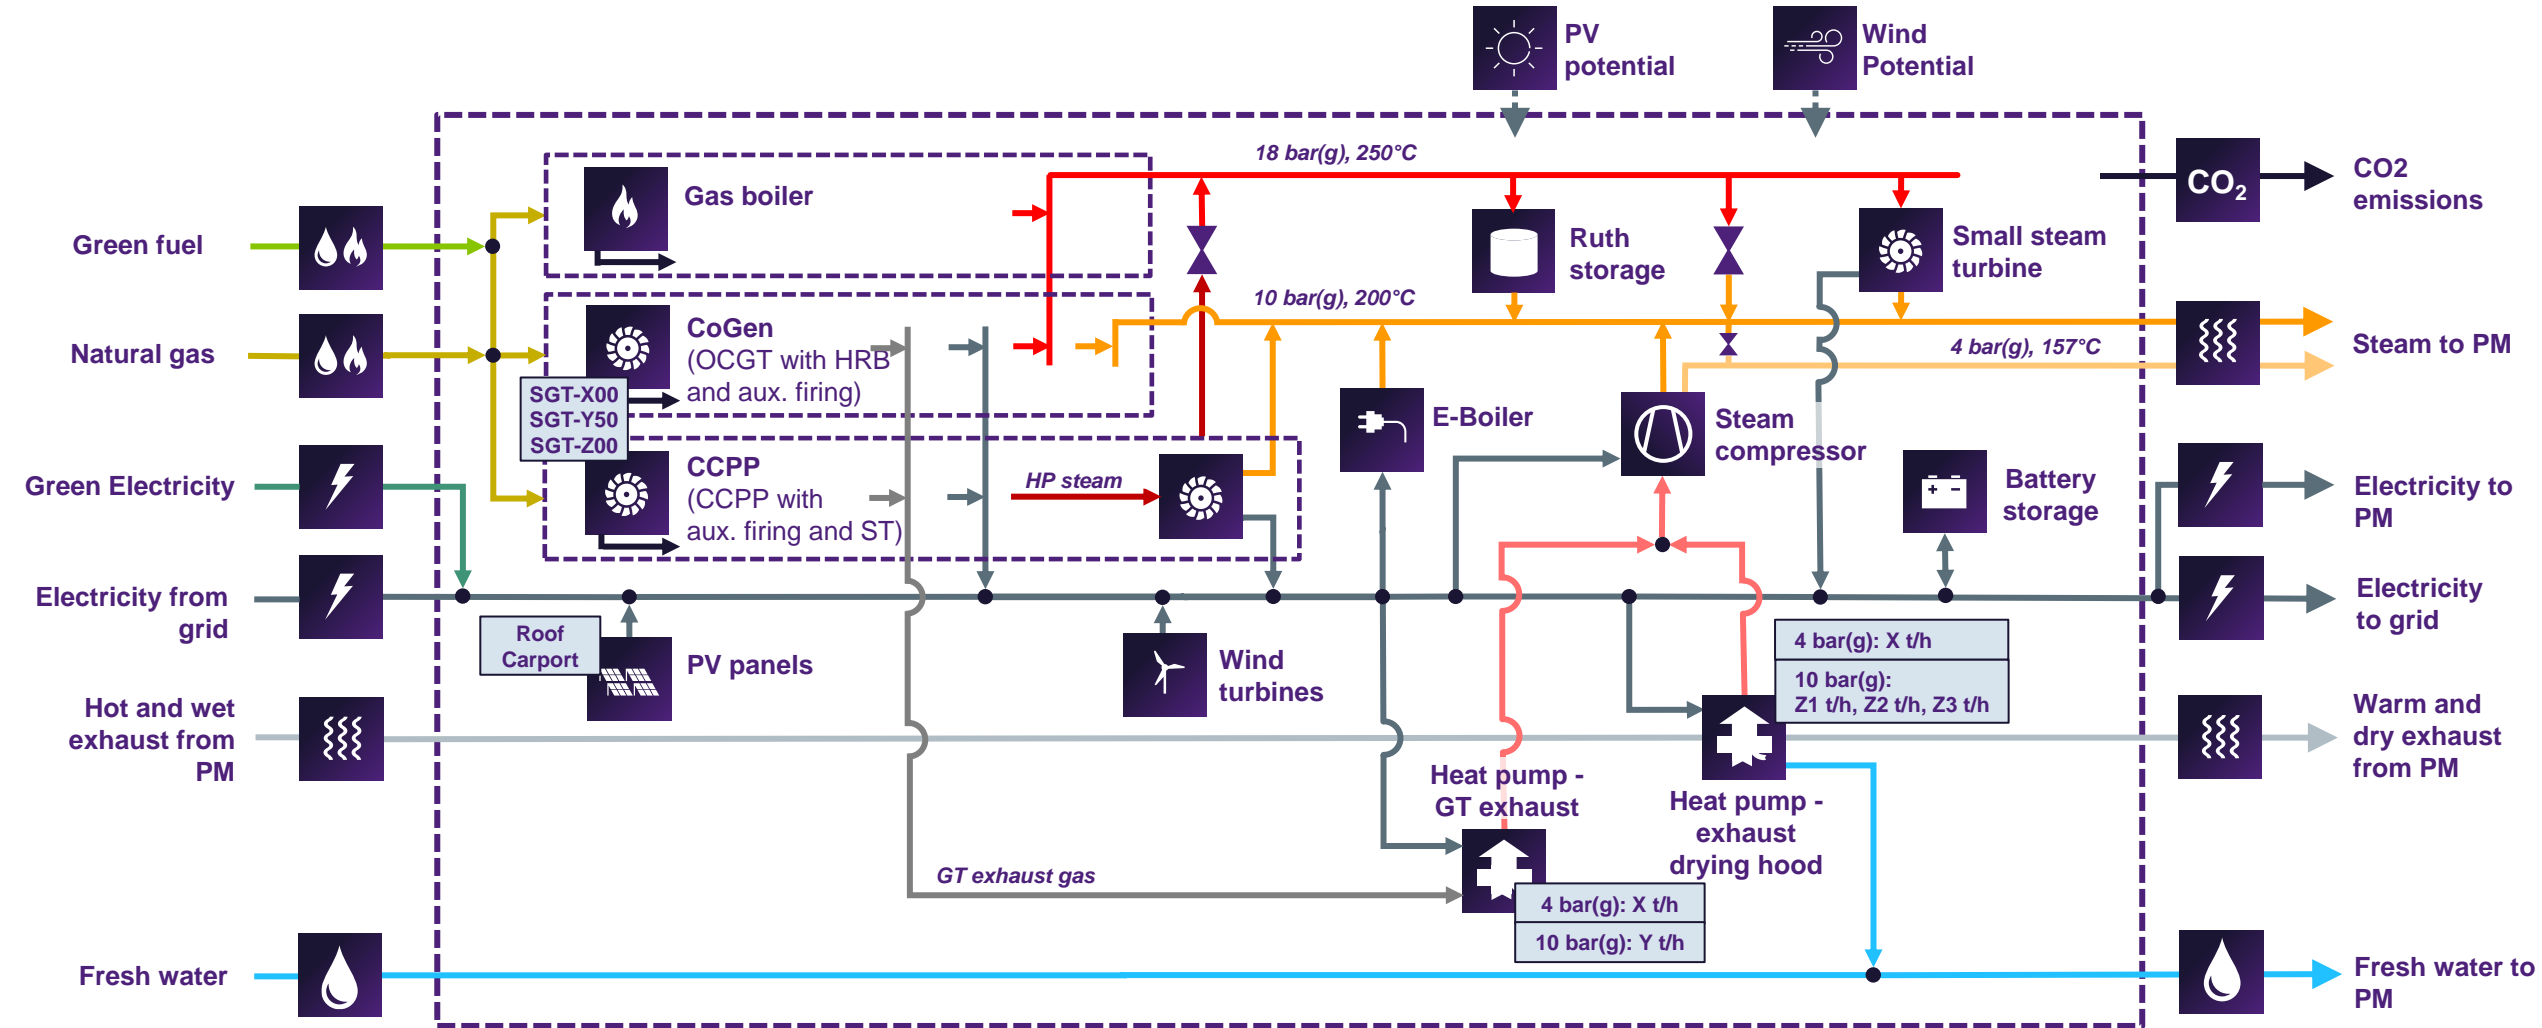 PV
potential
Wind
Potential
18 bar(g), 250°C
CO2
CO2
emissions
Gas boiler
Green fuel
Ruth
storage
Small steam
turbine
10 bar(g), 200°C
CoGen
(OCGT with HRB
and aux. firing)
Natural gas
4 bar(g), 157°C
Steam to PM
SGT-X00
SGT-Y50
SGT-Z00
E-Boiler
Steam
compressor
CCPP
(CCPP with
aux. firing and ST)
HP steam
Green Electricity
Battery
storage
Electricity to
PM
Electricity from
grid
Electricity
to grid
Roof
Carport
PV panels
Wind
turbines
4 bar(g): X t/h
10 bar(g):
Z1 t/h, Z2 t/h, Z3 t/h
Hot and wet
exhaust from
PM
Warm and
dry exhaust
from PM
Heat pump -
GT exhaust
Heat pump -
exhaust
drying hood
GT exhaust gas
4 bar(g): X t/h
10 bar(g): Y t/h
Fresh water
Fresh water to
PM